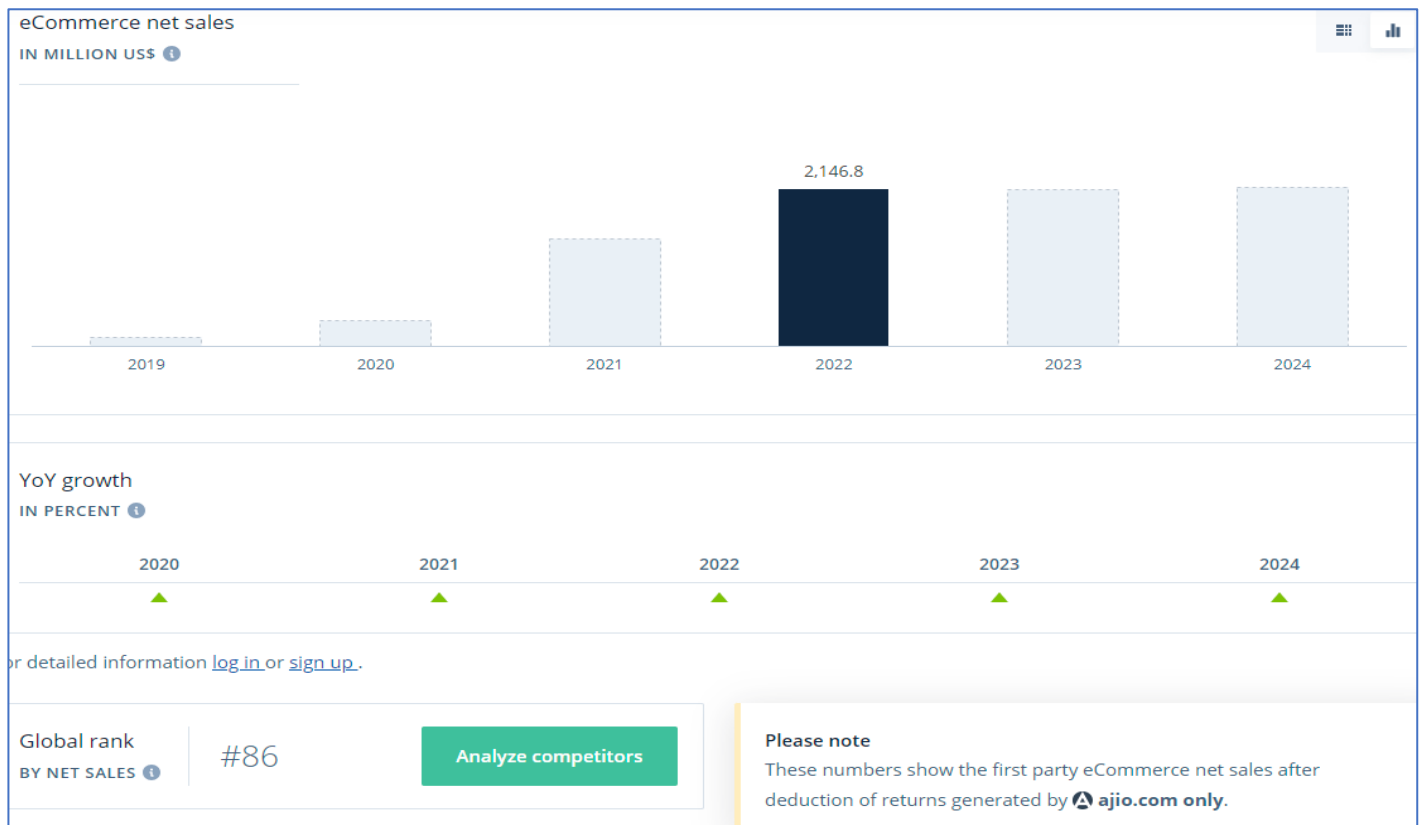 eCommerce net sales
IN MILLION US$
2,146.8
2019 2020 2021 2022 2023 2024
YoY growth
IN PERCENT
2020 2021 2022 2023 2024
or detailed information log in or sign up .
Global rank
BY NET SALES
#86
Analyze competitors
Please note
These numbers show the first party eCommerce net sales after
deduction of returns generated by ajio.com only.